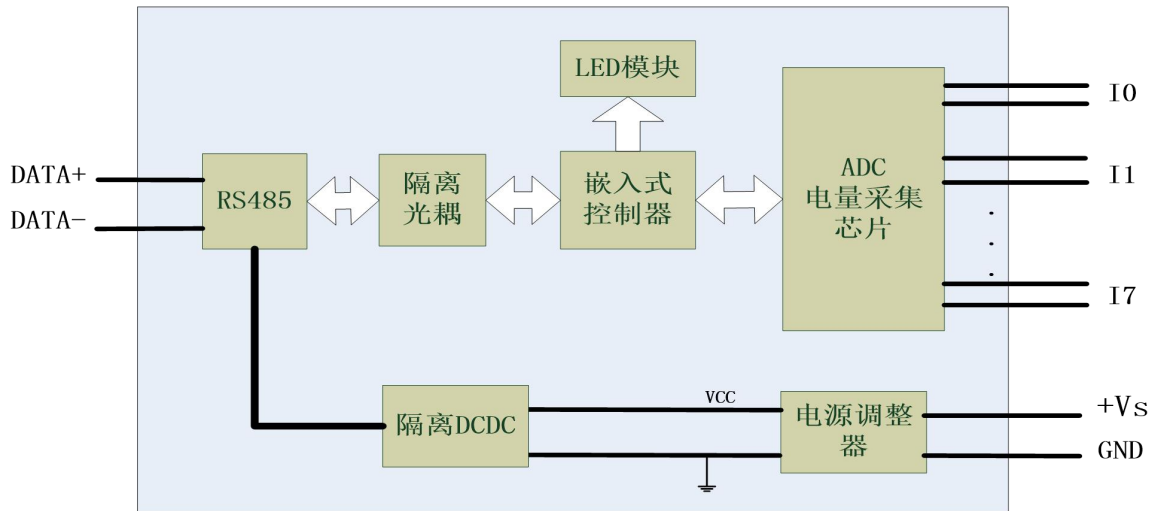 LED模块
DATA+
DATA-
RS485
隔离
光耦
嵌入式
控制器
ADC
电量采集
芯片
I0
I1
I7
隔离DCDC
VCC
电源调整
器
+Vs
GND